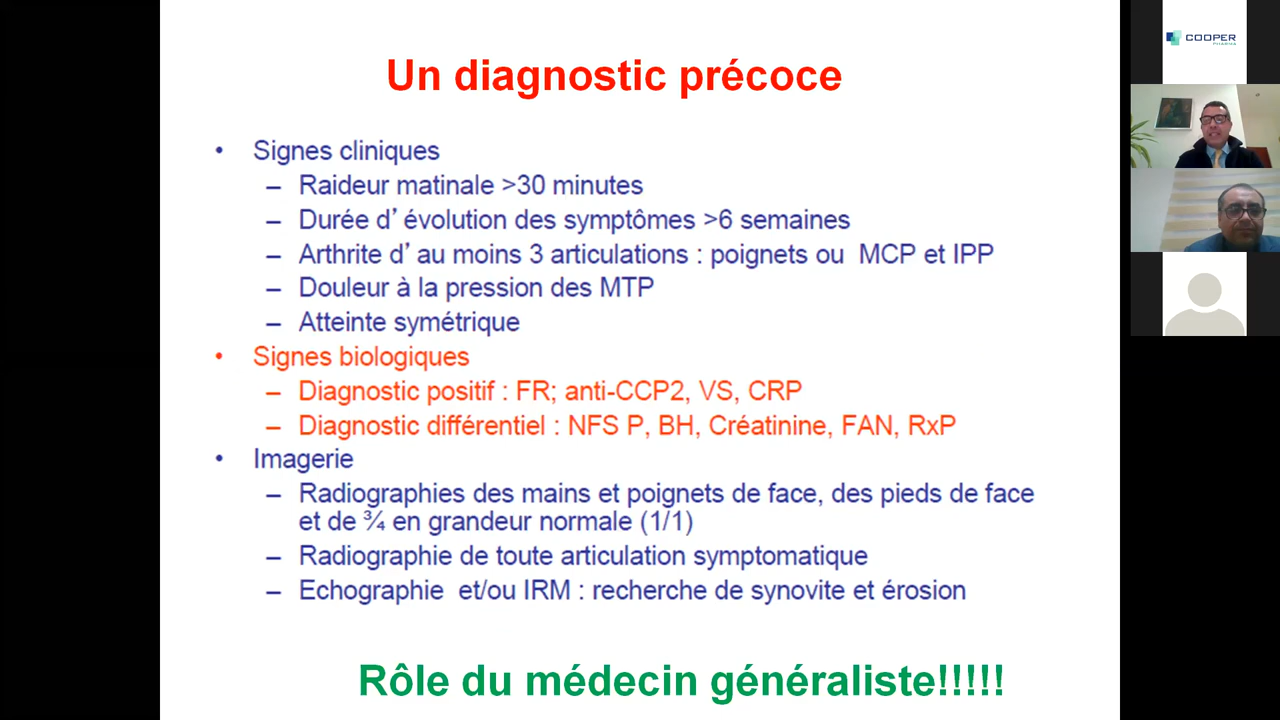 Un diagnostic précoce
• Signes cliniques
– Raideur matinale >30 minutes
– Durée d’évolution des symptômes >6 semaines
– Arthrite d’au moins 3 articulations : poignets ou MCP et IPP
– Douleur à la pression des MTP
– Atteinte symétrique
• Signes biologiques
– Diagnostic positif : FR; anti-CCP2, VS, CRP
– Diagnostic différentiel : NFS P, BH, Créatinine, FAN, RxP
• Imagerie
– Radiographies des mains et poignets de face, des pieds de face
et de ¾ en grandeur normale (1/1)
– Radiographie de toute articulation symptomatique
– Echographie et/ou IRM : recherche de synovite et érosion
Rôle du médecin généraliste!!!!!
COOPER
PHARMA